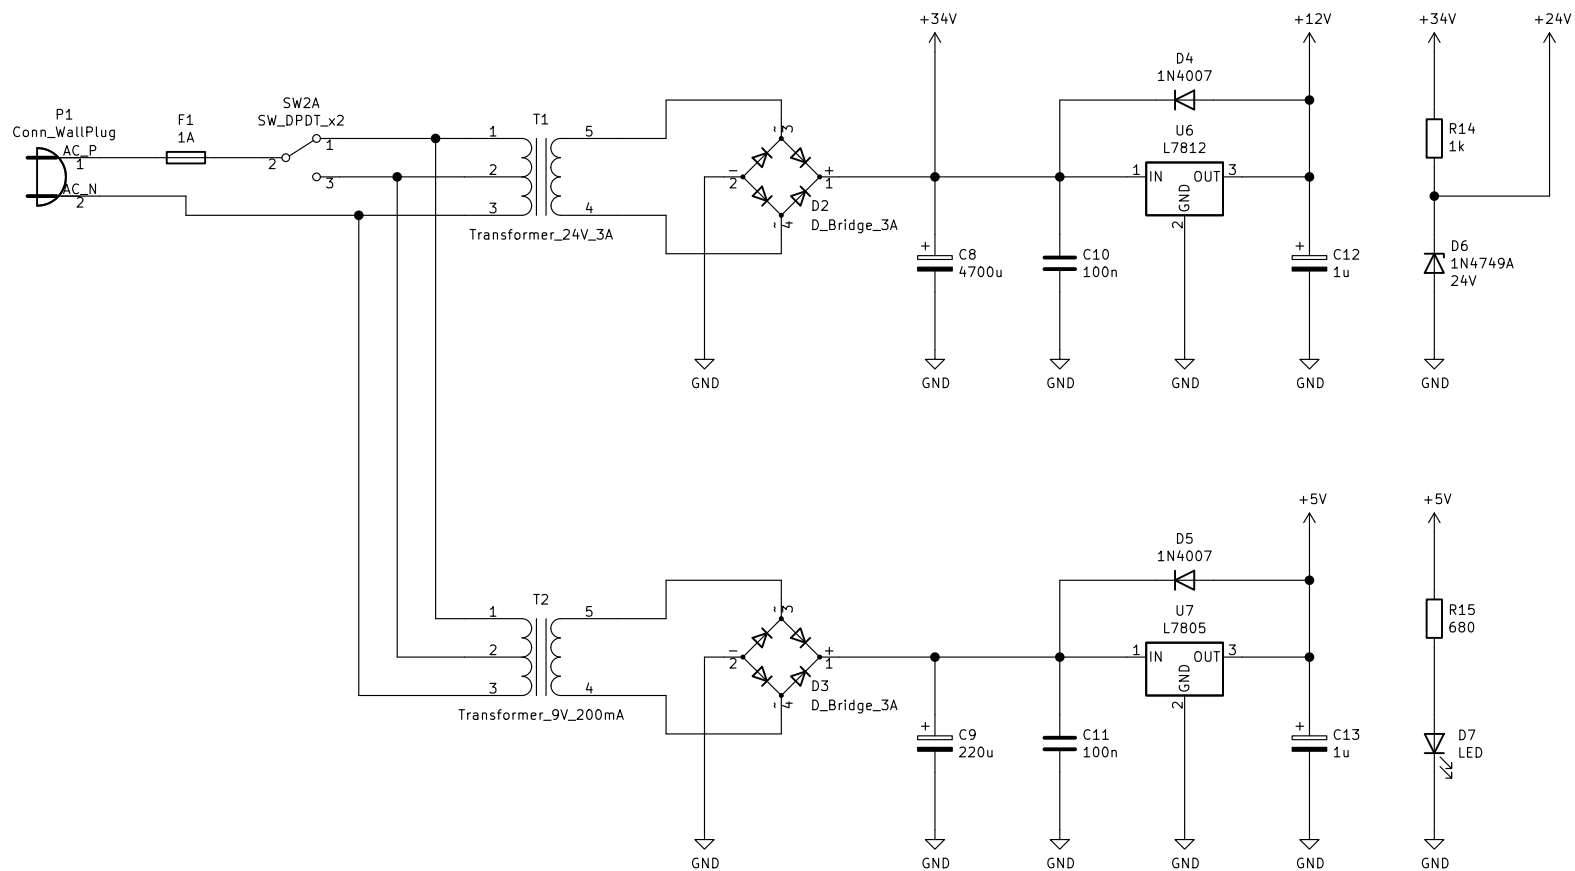 +34V
+12V
+34V
+24V
D4
1N4007
P1
Conn_WallPlug
F1
1A
SW2A
SW_DPDT_x2
T1
U6
L7812
R14
1k
AC_P
1
2
1
3
AC_N
2
1
2
3
5
4
Transformer_24V_3A
~
3
−
2
+
1
~
4
D2
D_Bridge_3A
1
IN
OUT
3
GND
2
+
C8
4700u
C10
100n
+
C12
1u
D6
1N4749A
24V
GND
GND
GND
GND
GND
GND
+5V
+5V
D5
1N4007
T2
U7
L7805
R15
680
1
2
3
5
4
Transformer_9V_200mA
~
3
−
2
+
1
~
4
D3
D_Bridge_3A
1
IN
OUT
3
GND
2
+
C9
220u
C11
100n
+
C13
1u
D7
LED
GND
GND
GND
GND
GND
GND